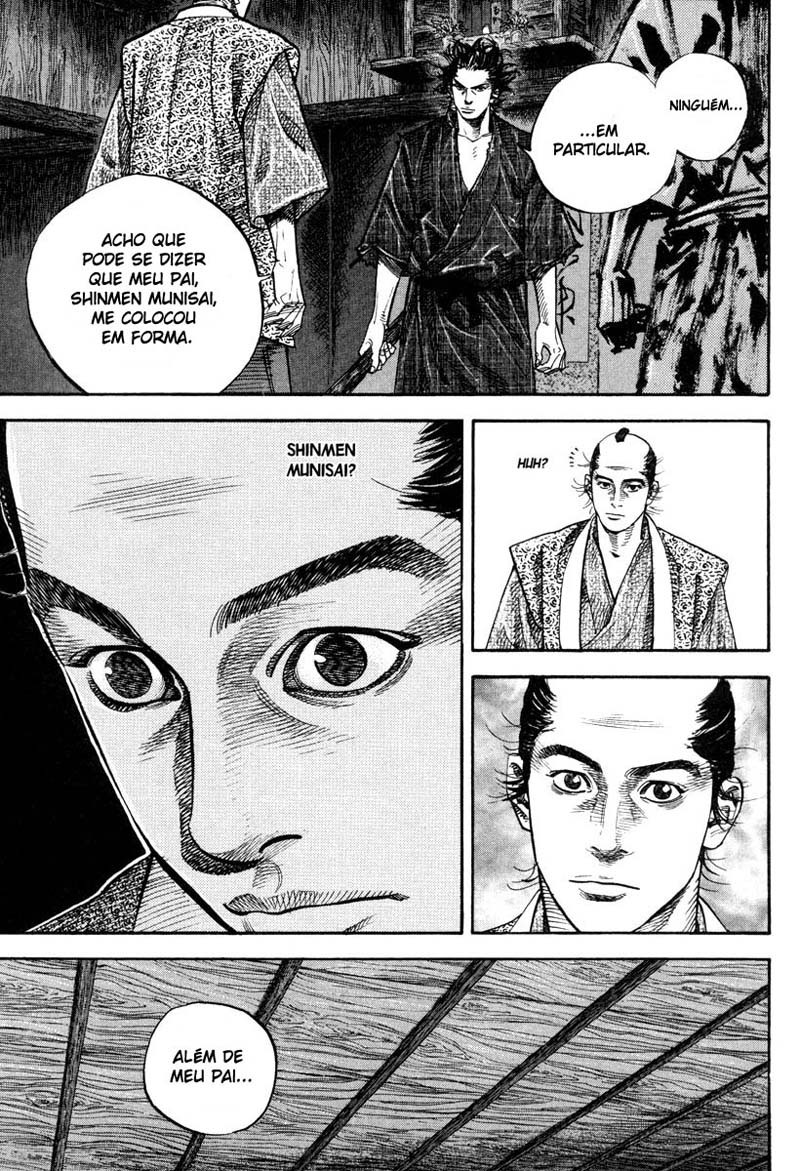 NINGUÉM...
...EM
PARTICULAR.
ACHO QUE
PODE SE DIZER
QUE MEU PAI,
SHINMEN MUNISAI,
ME COLOCOU
EM FORMA.
HUH?
SHINMEN
MUNISAI?
ALÉM DE
MEU PAI...